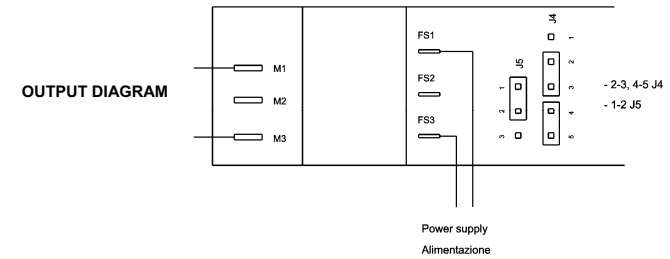 OUTPUT DIAGRAM
M1
M2
M3
FS1
FS2
FS3
J5
1
2
3
J4
1
2
3
4
5
- 2-3, 4-5 J4
- 1-2 J5
Power supply
Alimentazione